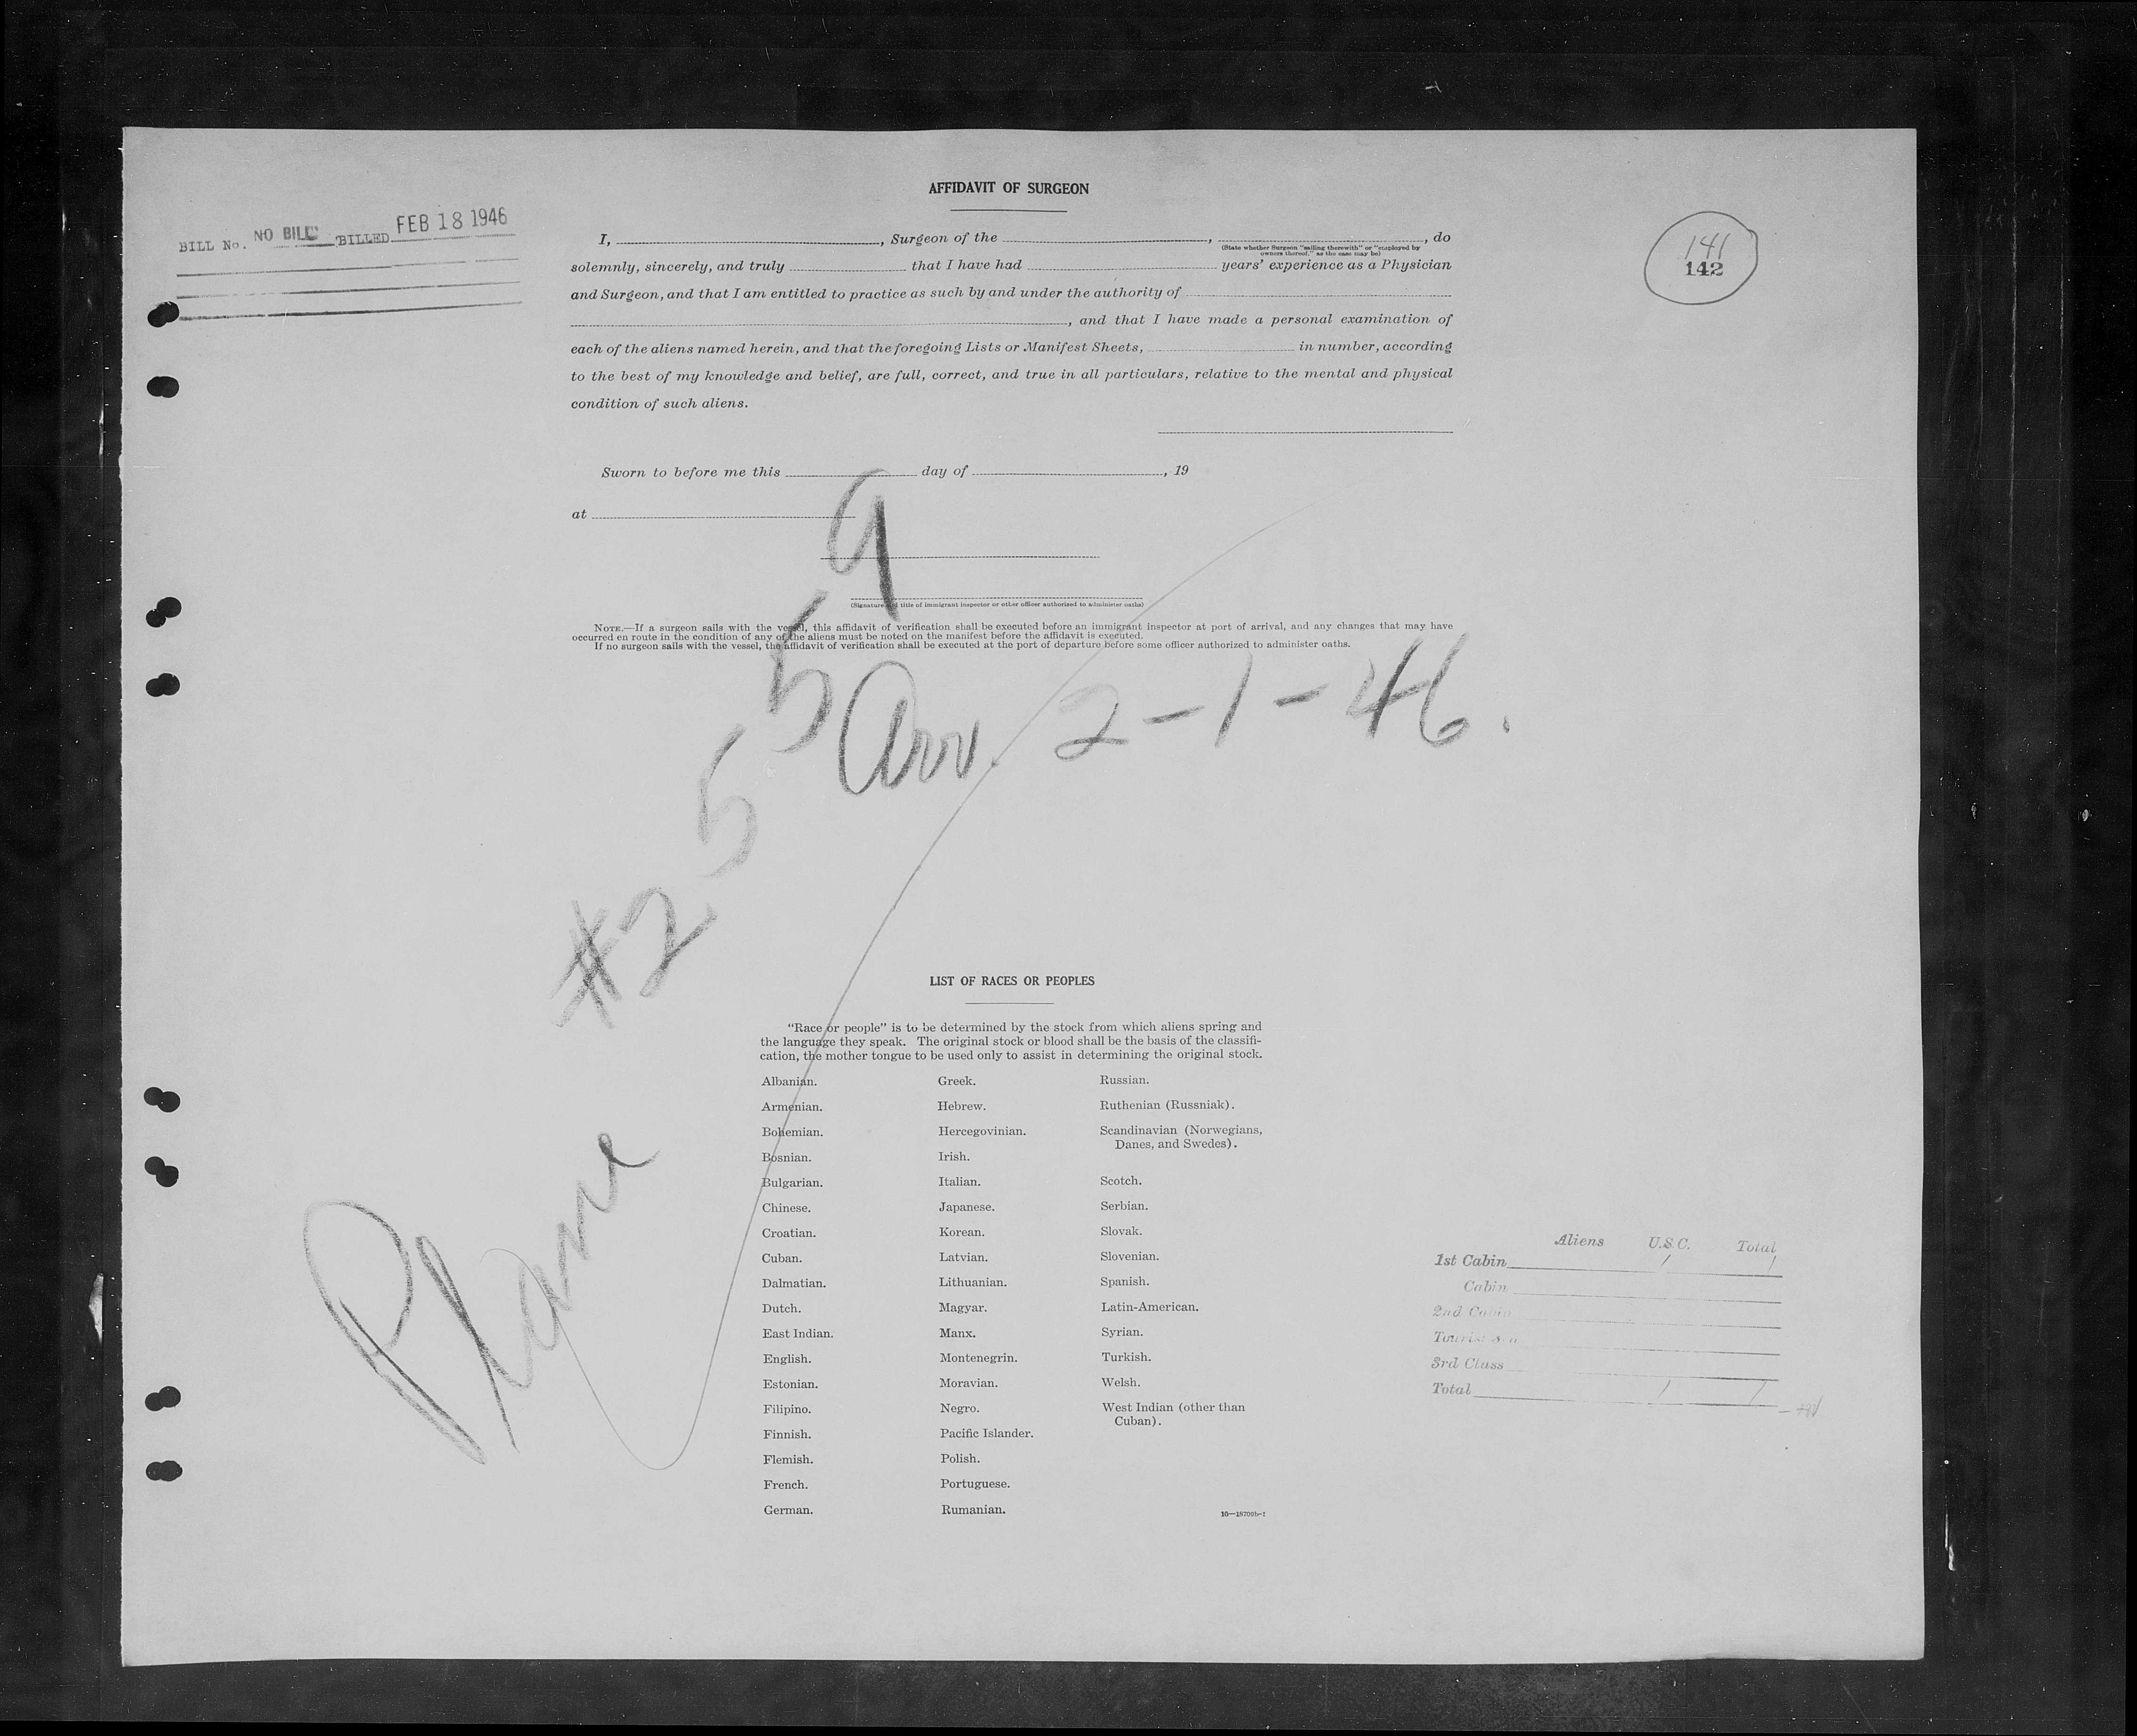 AFFIDAVIT OF SURGEON
BILL No. NO BILL BILLED FEB 18 1946
141
142
I, , Surgeon of the , , do
(State whether Surgeon "sailing therewith" or "employed by
owners thereof," as the case may be)
solemnly, sincerely, and truly that I have had years' experience as a Physician
and Surgeon, and that I am entitled to practice as such by and under the authority of
, and that I have made a personal examination of
each of the aliens named herein, and that the foregoing Lists or Manifest Sheets, in number, according
to the best of my knowledge and belief, are full, correct, and true in all particulars, relative to the mental and physical
condition of such aliens.
Sworn to before me this day of , 19
at
(Signature and title of immigrant inspector or other officer authorized to administer oaths)
NOTE.—If a surgeon sails with the vessel, this affidavit of verification shall be executed before an immigrant inspector at port of arrival, and any changes that may have
occurred en route in the condition of any of the aliens must be noted on the manifest before the affidavit is executed.
If no surgeon sails with the vessel, the affidavit of verification shall be executed at the port of departure before some officer authorized to administer oaths.
Plane #2559
Arr. 2-1-46.
LIST OF RACES OR PEOPLES
"Race or people" is to be determined by the stock from which aliens spring and
the language they speak. The original stock or blood shall be the basis of the classifi-
cation, the mother tongue to be used only to assist in determining the original stock.
Albanian.
Armenian.
Bohemian.
Bosnian.
Bulgarian.
Chinese.
Croatian.
Cuban.
Dalmatian.
Dutch.
East Indian.
English.
Estonian.
Filipino.
Finnish.
Flemish.
French.
German.
Greek.
Hebrew.
Hercegovinian.
Irish.
Italian.
Japanese.
Korean.
Latvian.
Lithuanian.
Magyar.
Manx.
Montenegrin.
Moravian.
Negro.
Pacific Islander.
Polish.
Portuguese.
Rumanian.
Russian.
Ruthenian (Russniak).
Scandinavian (Norwegians,
Danes, and Swedes).
Scotch.
Serbian.
Slovak.
Slovenian.
Spanish.
Latin-American.
Syrian.
Turkish.
Welsh.
West Indian (other than
Cuban).
10—18709b-1
Aliens U.S.C. Total
1st Cabin 1 1
Cabin
2nd Cabin
3rd Class
Total 1 1